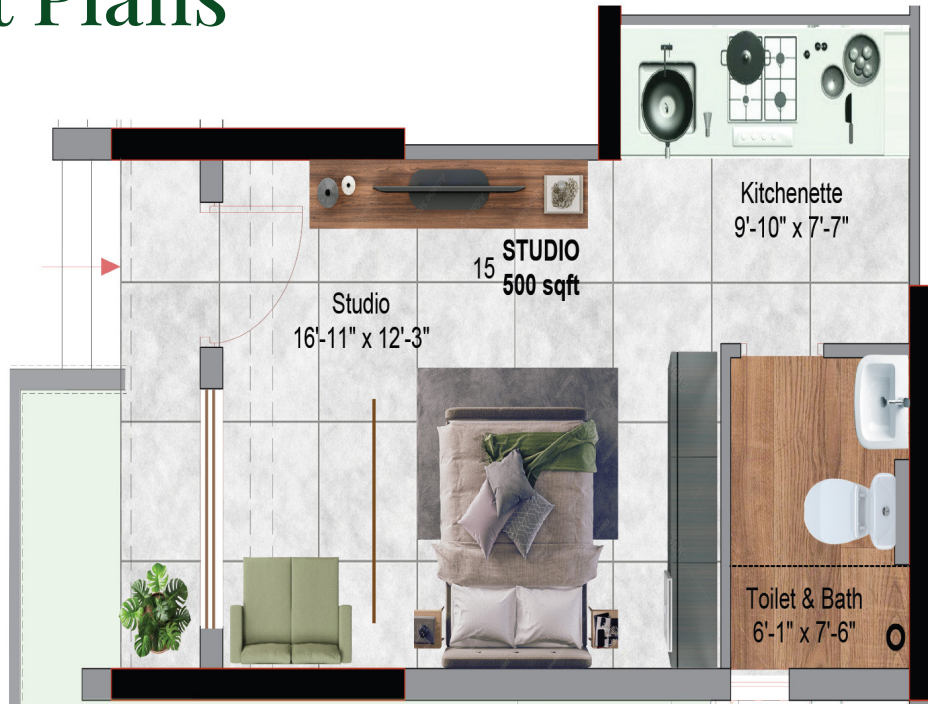 t Plans
Kitchenette
9'-10" x 7'-7"
STUDIO
15
500 sqft
Studio
16'-11" x 12'-3"
Toilet & Bath
6'-1" x 7'-6"